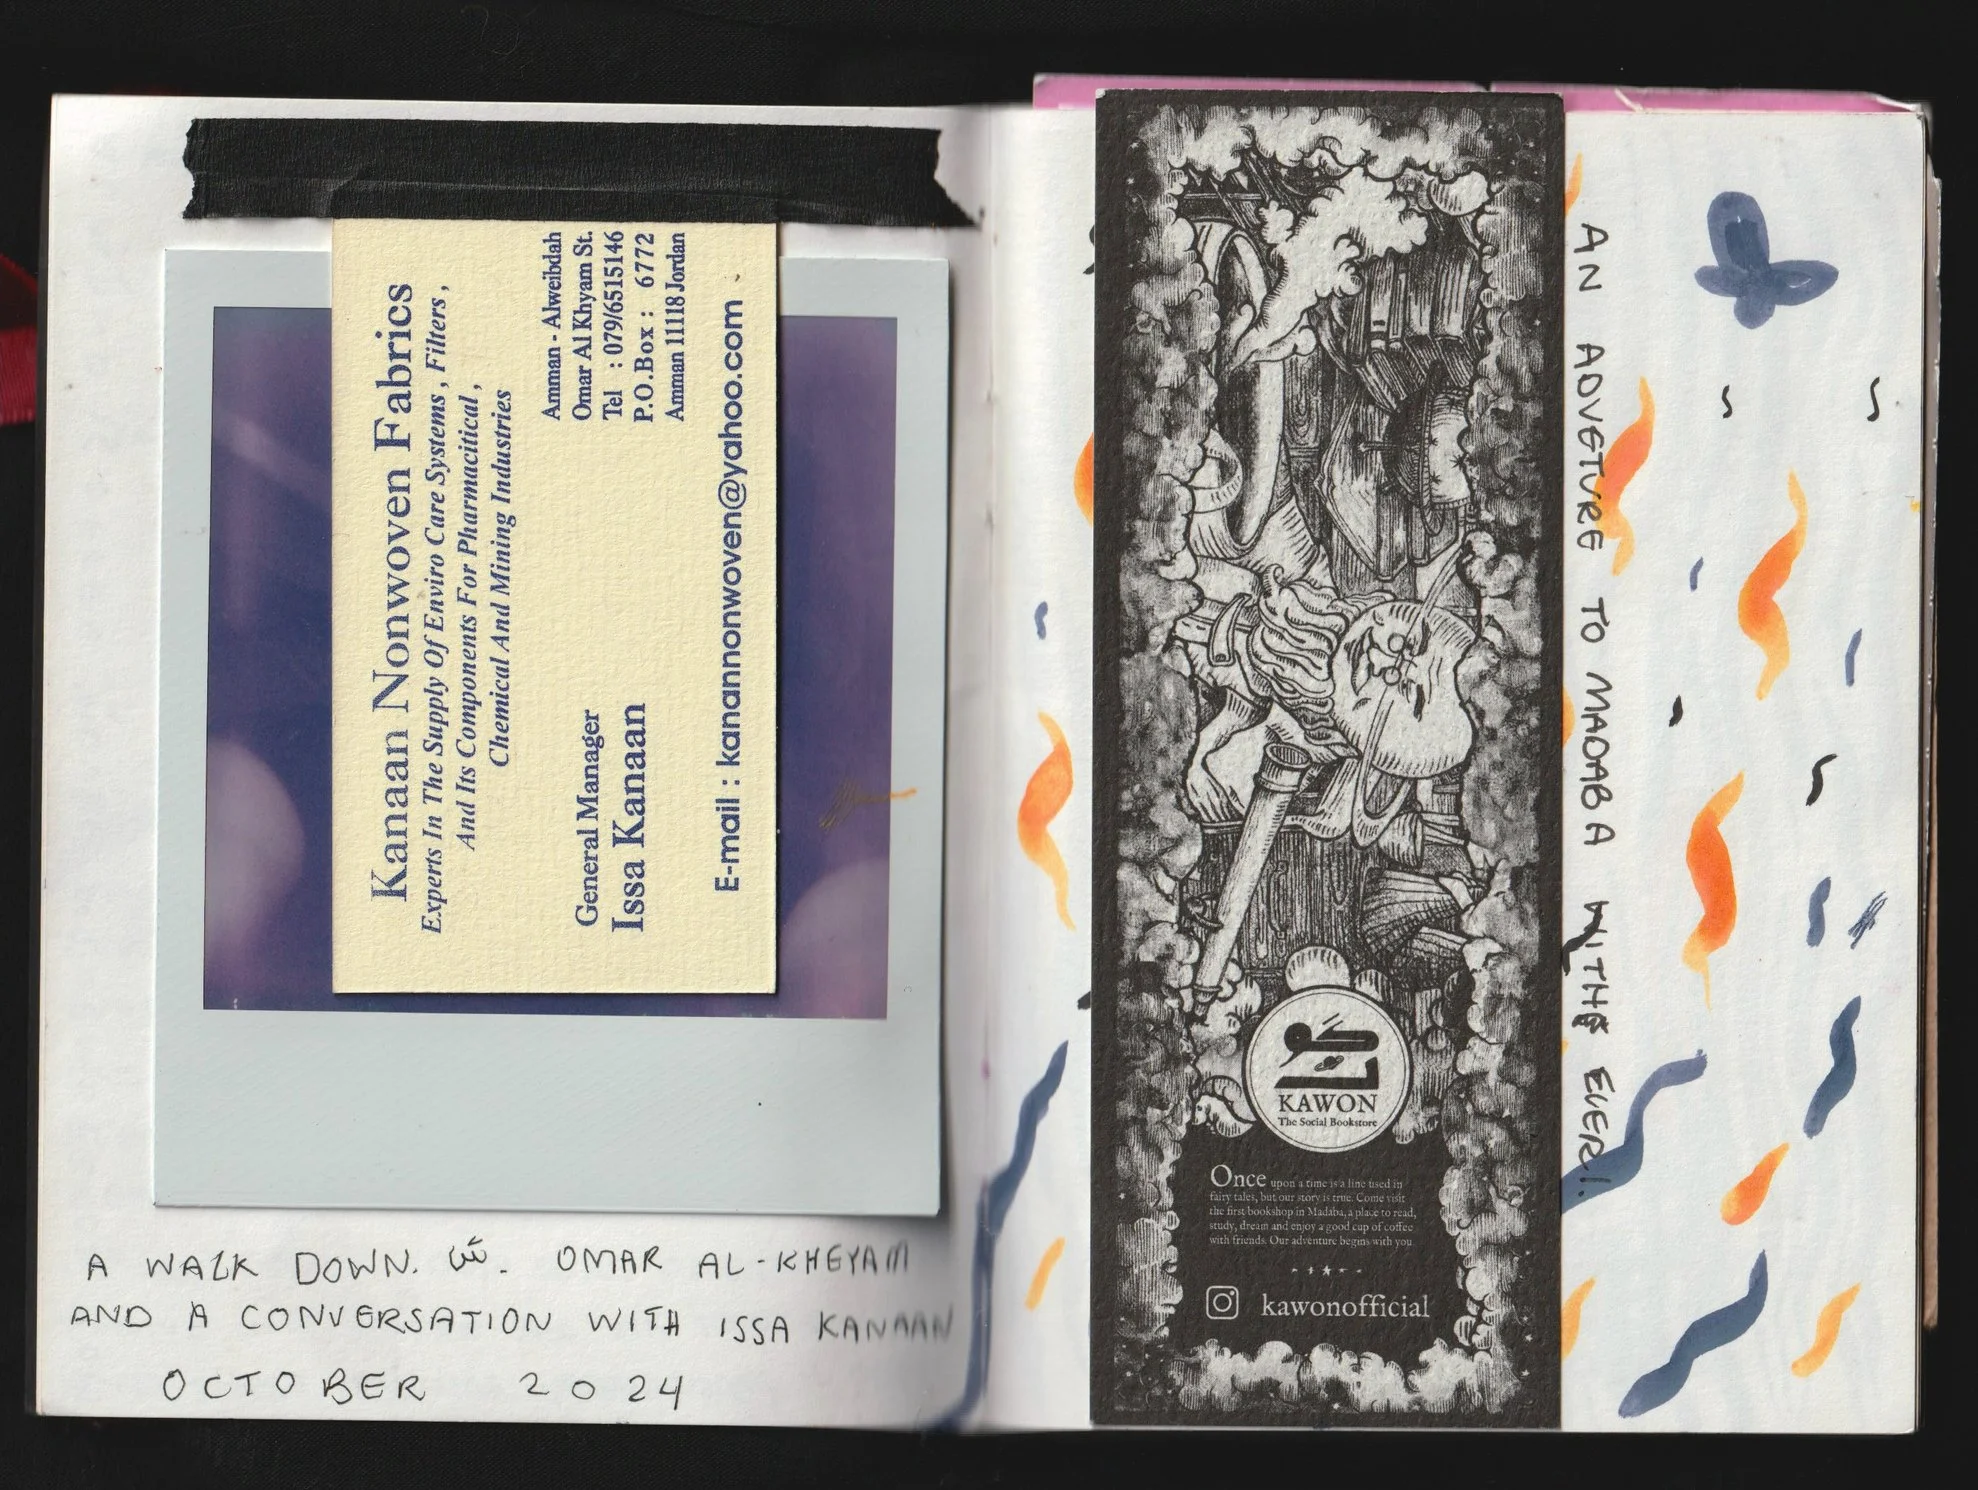 Kanaan Nonwoven Fabrics
Experts In The Supply Of Enviro Care Systems , Filters ,
And Its Components For Pharmacitical ,
Chemical And Mining Industries
Amman - Alweibdah
Omar Al Khyam St.
Tel : 079/6515146
P.O.Box : 6772
Amman 11118 Jordan
General Manager
Issa Kanaan
E-mail : kanaannonwoven@yahoo.com
A WALK DOWN. ش. OMAR AL-KHEYAM
AND A CONVERSATION WITH ISSA KANAAN
OCTOBER 2024
KAWON
The Social Bookstore
Once upon a time is a line used in
fairy tales, but our story is true. Come visit
the first bookshop in Madaba, a place to read,
study, dream and enjoy a good cup of coffee
with friends. Our adventure begins with you
kawonofficial
AN ADVETURE TO MADABA WITH EVER!.